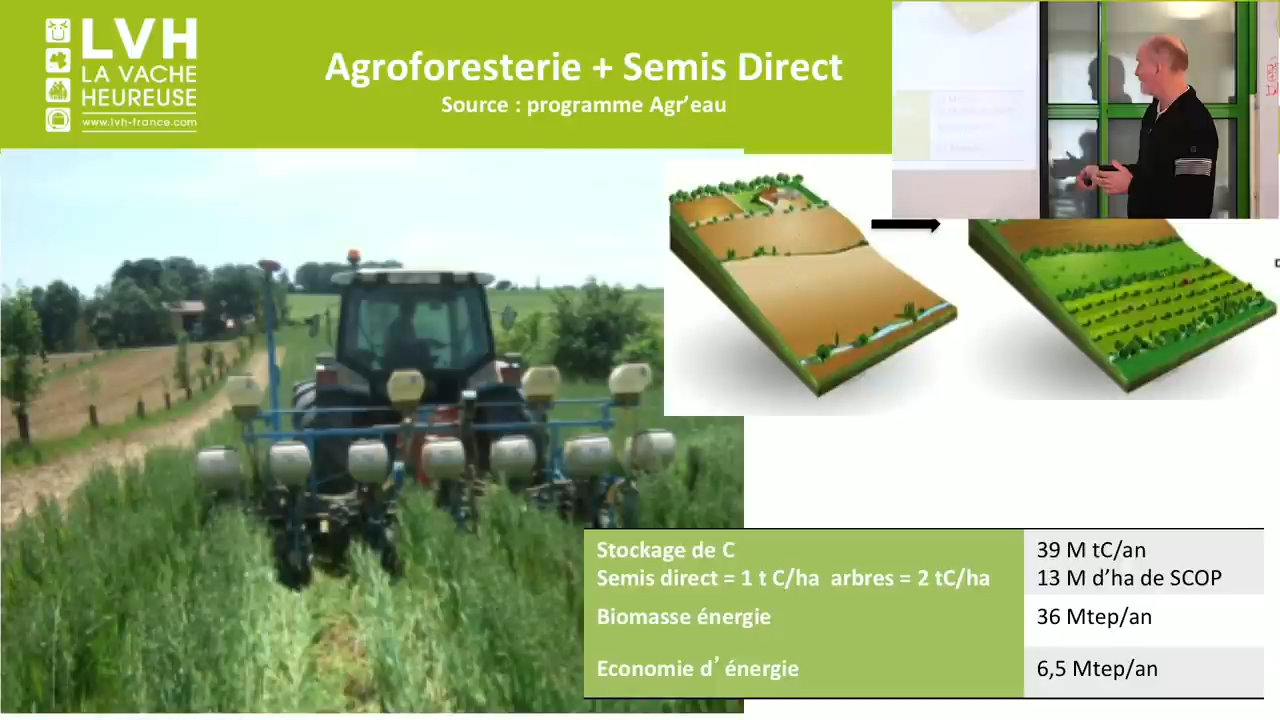 LVH
LA VACHE
HEUREUSE
www.lvh-france.com
Agroforesterie + Semis Direct
Source : programme Agr’eau
Stockage de C
Semis direct = 1 t C/ha arbres = 2 tC/ha
39 M tC/an
13 M d’ha de SCOP
Biomasse énergie
36 Mtep/an
Economie d’ énergie
6,5 Mtep/an